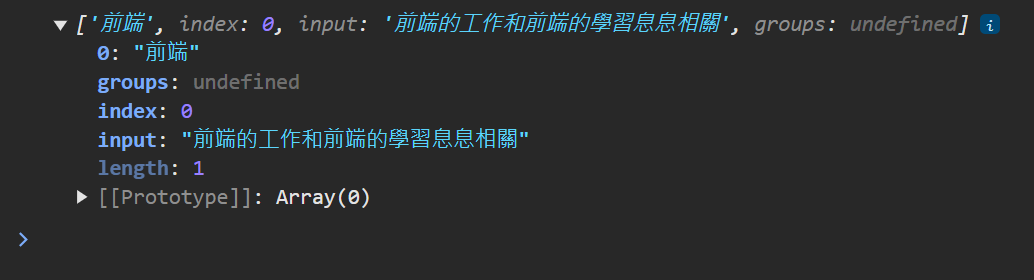 ▼ ['前端', index: 0, input: '前端的工作和前端的學習息息相關', groups: undefined] i
0: "前端"
groups: undefined
index: 0
input: "前端的工作和前端的學習息息相關"
length: 1
▶ [[Prototype]]: Array(0)
>